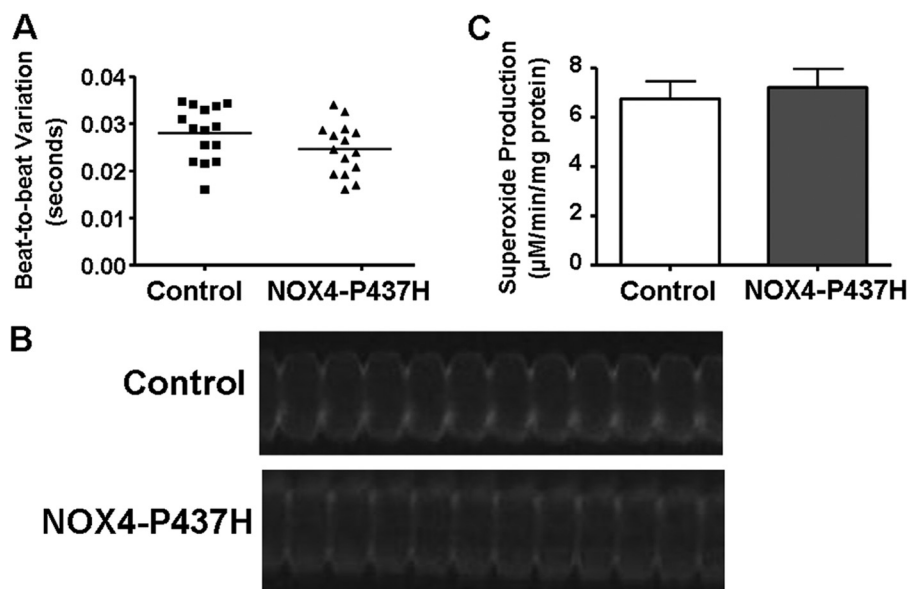 A
Beat-to-beat Variation
(seconds)
0.04
0.03
0.02
0.01
0.00
Control
NOX4-P437H
C
Superoxide Production
(µM/min/mg protein)
8
6
4
2
0
Control
NOX4-P437H
B
Control
NOX4-P437H